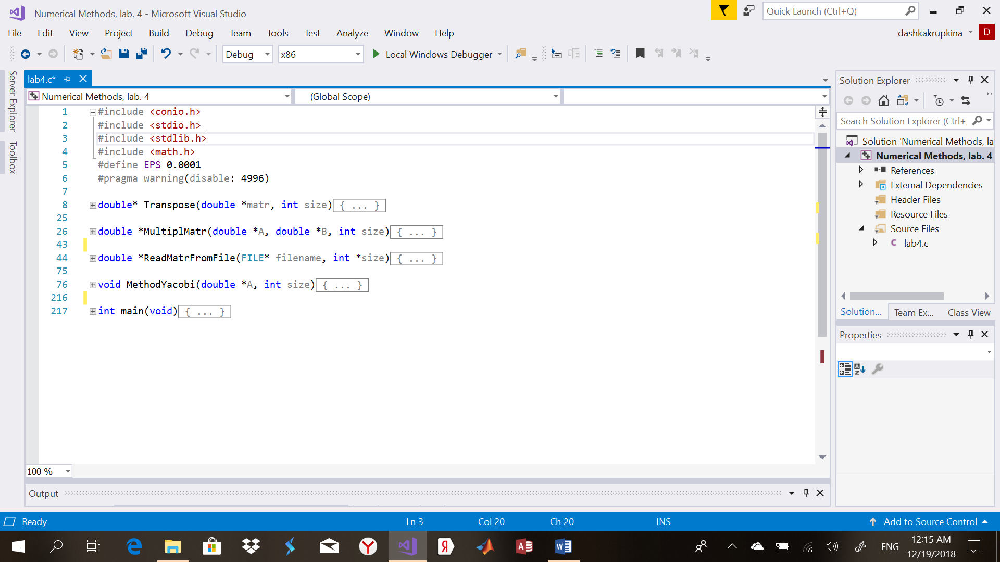 Numerical Methods, lab. 4 - Microsoft Visual Studio
Quick Launch (Ctrl+Q)
File Edit View Project Build Debug Team Tools Test Analyze Window Help
dashkakrupkina
D
Debug
x86
Local Windows Debugger
Server Explorer
Toolbox
lab4.c*
Numerical Methods, lab. 4
(Global Scope)
1 #include <conio.h>
2 #include <stdio.h>
3 #include <stdlib.h>
4 #include <math.h>
5 #define EPS 0.0001
6 #pragma warning(disable: 4996)
7
8 double* Transpose(double *matr, int size){ ... }
25
26 double *MultiplMatr(double *A, double *B, int size){ ... }
43
44 double *ReadMatrFromFile(FILE* filename, int *size){ ... }
75
76 void MethodYacobi(double *A, int size){ ... }
216
217 int main(void){ ... }
100 %
Output
Solution Explorer
Search Solution Explorer (Ctrl+
Solution 'Numerical Methods, la
Numerical Methods, lab. 4
References
External Dependencies
Header Files
Resource Files
Source Files
C lab4.c
Solution... Team Ex... Class View
Properties
Ready
Ln 3
Col 20
Ch 20
INS
Add to Source Control
ENG
12:15 AM
12/19/2018